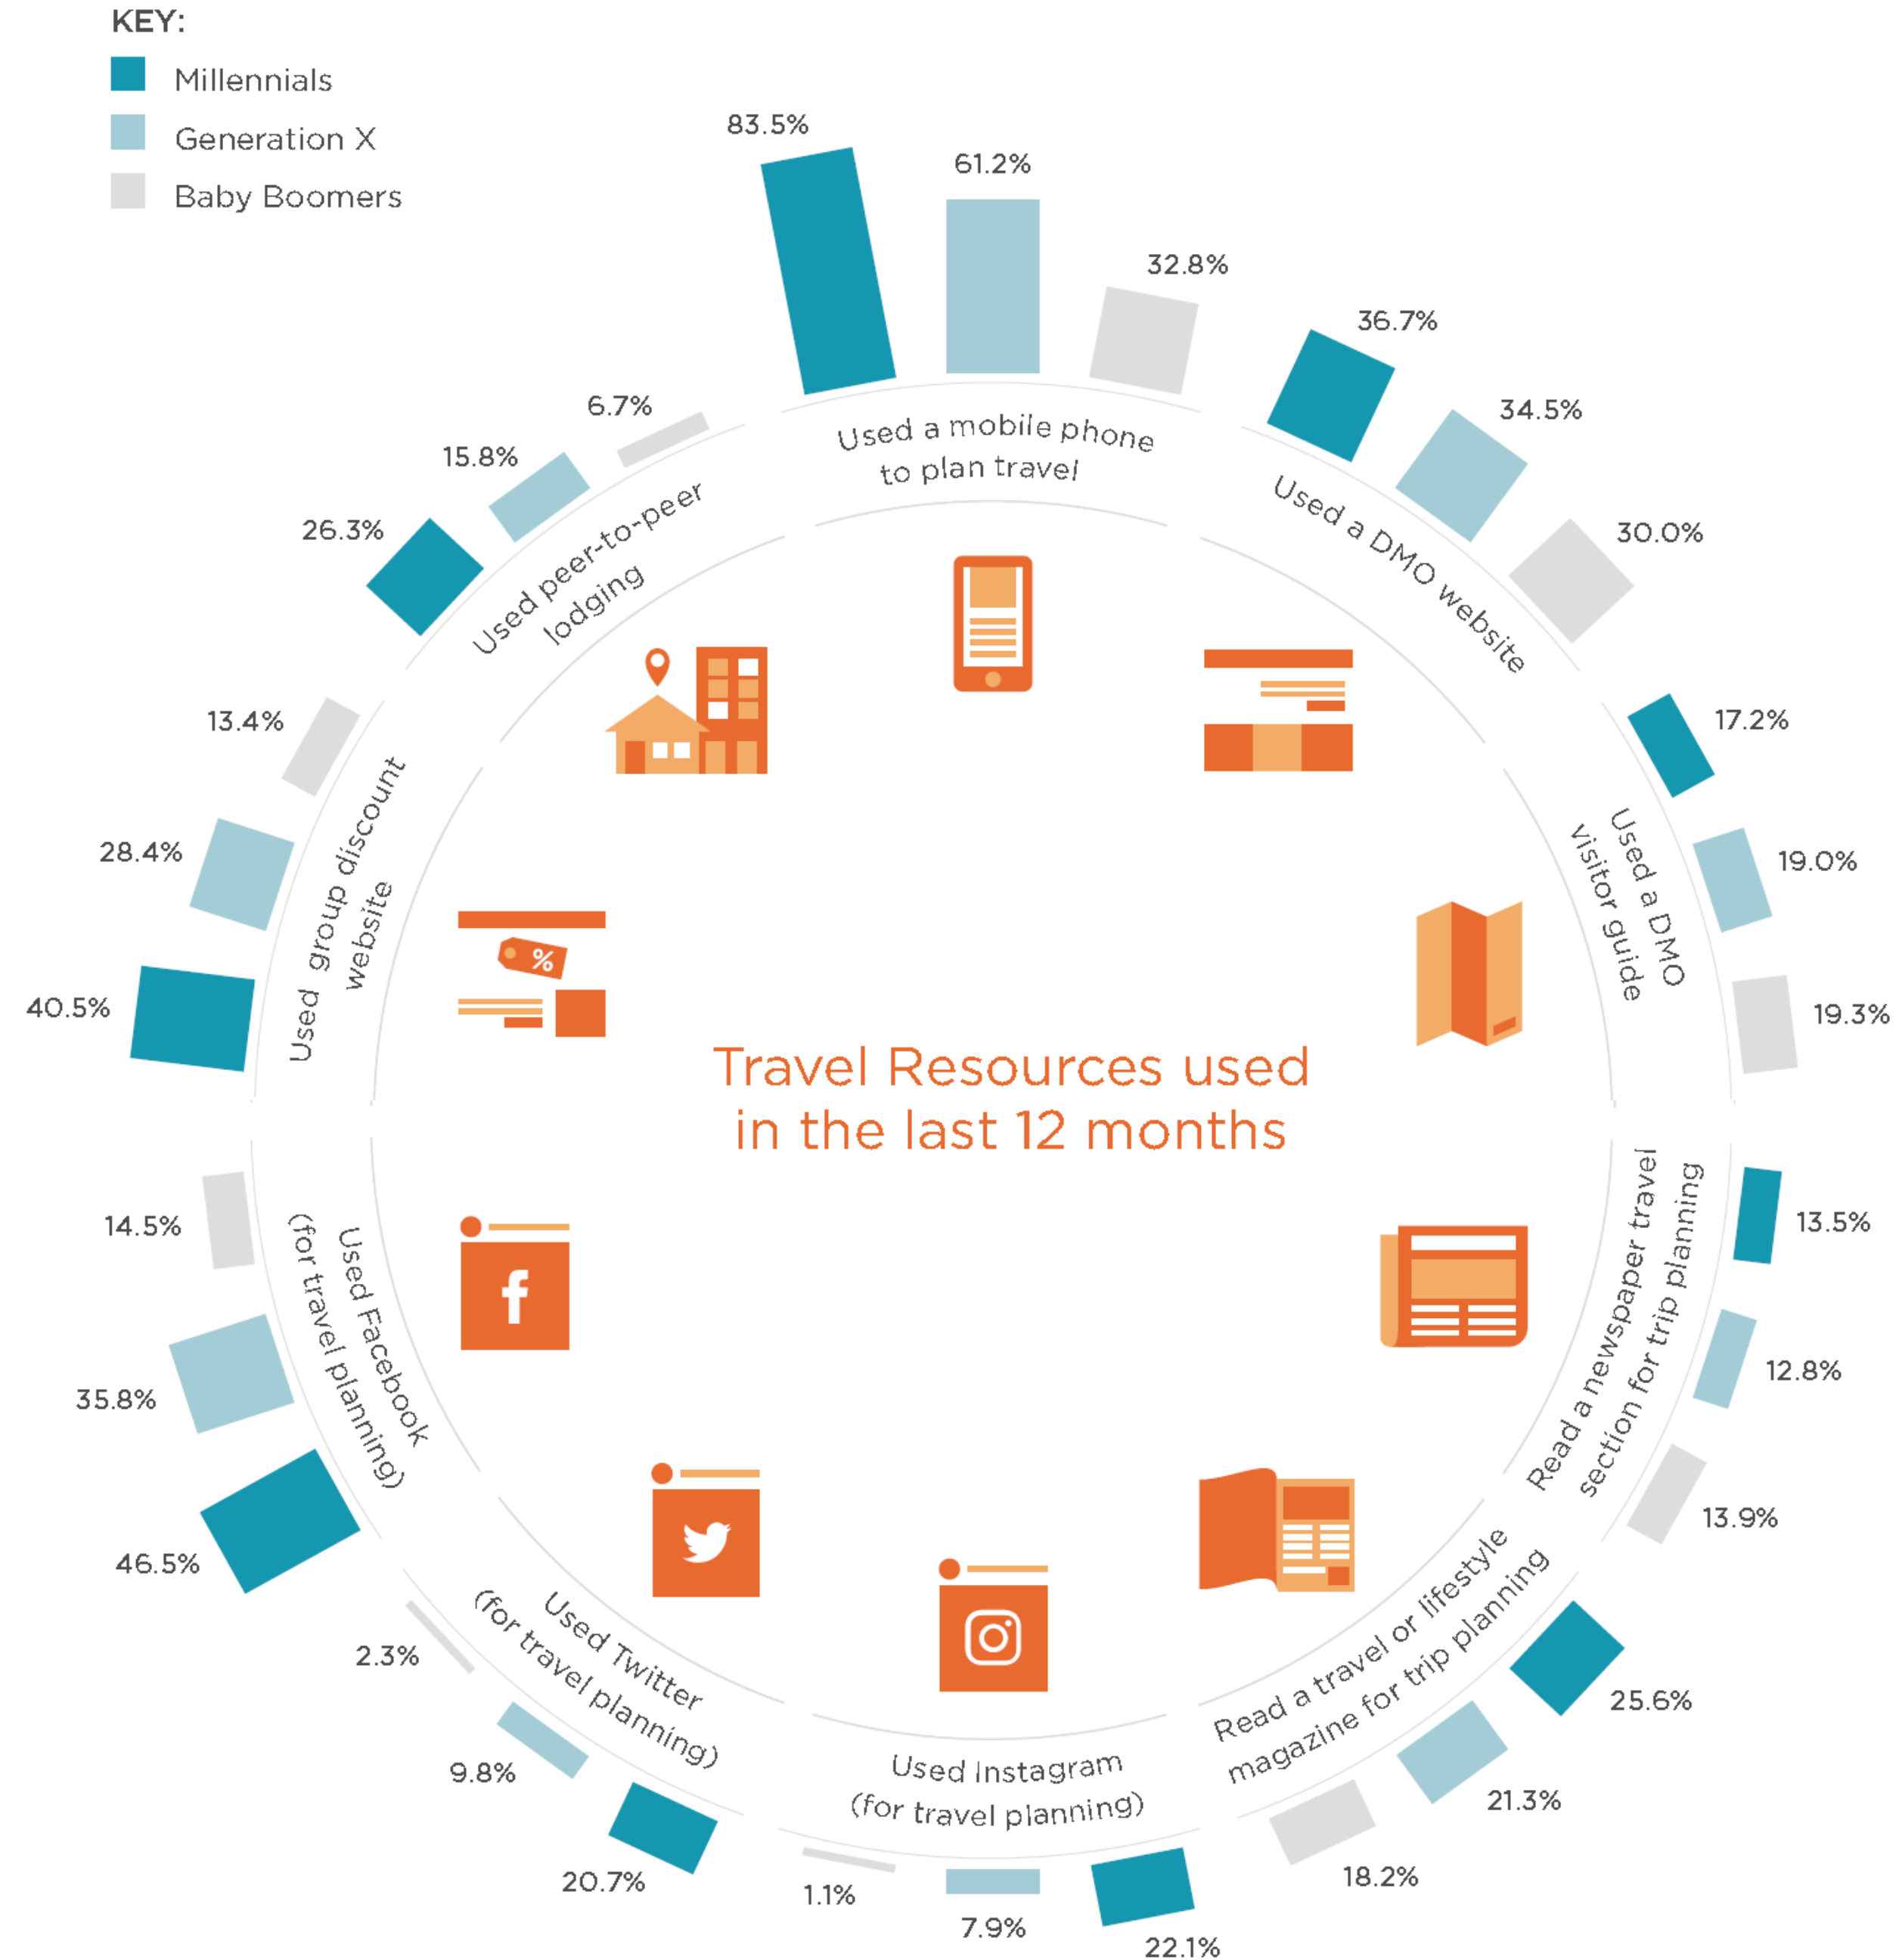 KEY:
Millennials
Generation X
Baby Boomers
83.5%
61.2%
32.8%
Used a mobile phone
to plan travel
36.7%
34.5%
30.0%
Used a DMO website
17.2%
19.0%
19.3%
Used a DMO
visitor guide
13.5%
12.8%
13.9%
Read a newspaper travel
section for trip planning
25.6%
21.3%
18.2%
Read a travel or lifestyle
magazine for trip planning
22.1%
7.9%
1.1%
Used Instagram
(for travel planning)
20.7%
9.8%
2.3%
Used Twitter
(for travel planning)
46.5%
35.8%
14.5%
Used Facebook
(for travel planning)
40.5%
28.4%
13.4%
Used group discount
website
%
26.3%
15.8%
6.7%
Used peer-to-peer
lodging
Travel Resources used
in the last 12 months